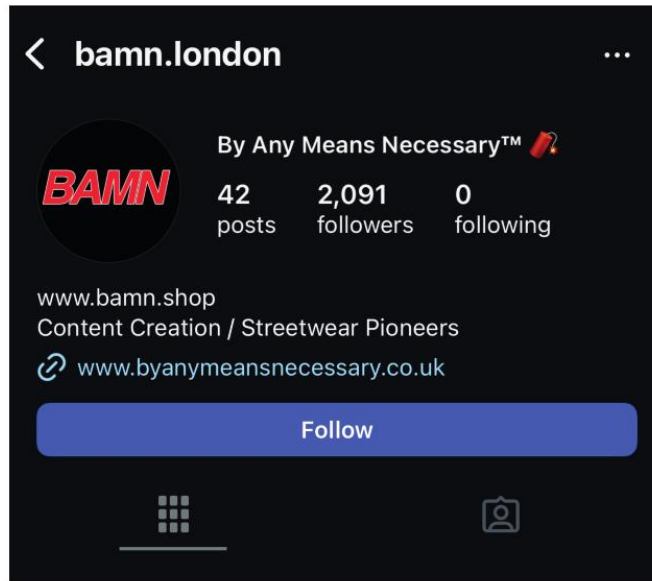 bamn.london
By Any Means Necessary™
BAMN
42 2,091 0
posts followers following
www.bamn.shop
Content Creation / Streetwear Pioneers
www.byanymeansnecessary.co.uk
Follow